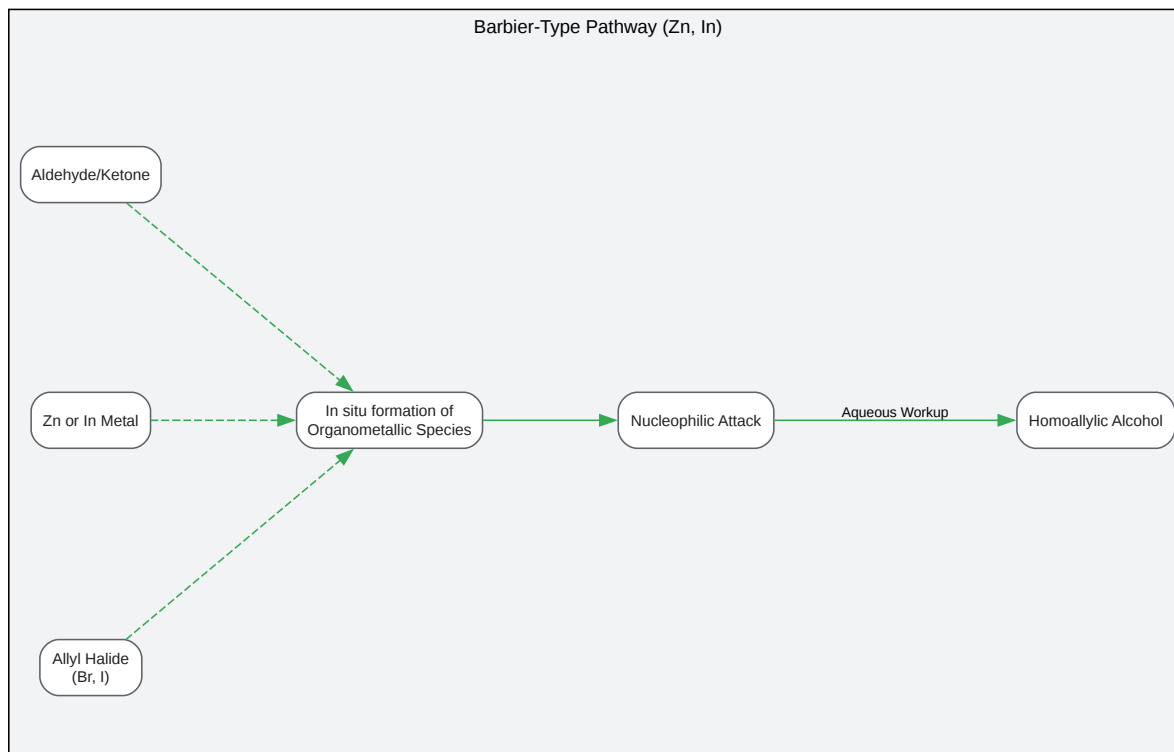 Barbier-Type Pathway (Zn, In)
Aldehyde/Ketone
Zn or In Metal
Allyl Halide
(Br, I)
In situ formation of
Organometallic Species
Nucleophilic Attack
Aqueous Workup
Homoallylic Alcohol